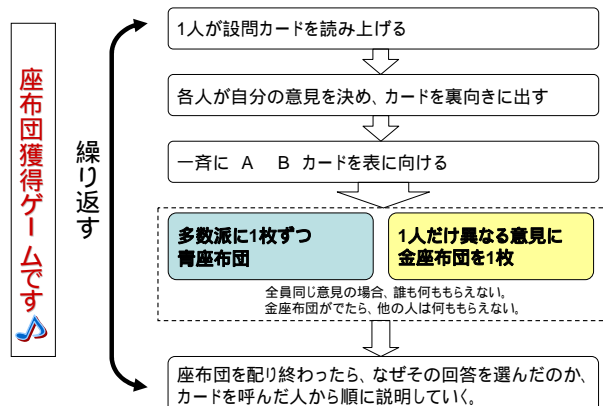 座布団獲得ゲームです
繰り返す
1人が設問カードを読み上げる
各人が自分の意見を決め、カードを裏向きに出す
一斉に A B カードを表に向ける
多数派に1枚ずつ
青座布団
1人だけ異なる意見に
金座布団を1枚
全員同じ意見の場合、誰も何ももらえない。
金座布団がでたら、他の人は何ももらえない。
座布団を配り終わったら、なぜその回答を選んだのか、
カードを呼んだ人から順に説明していく。